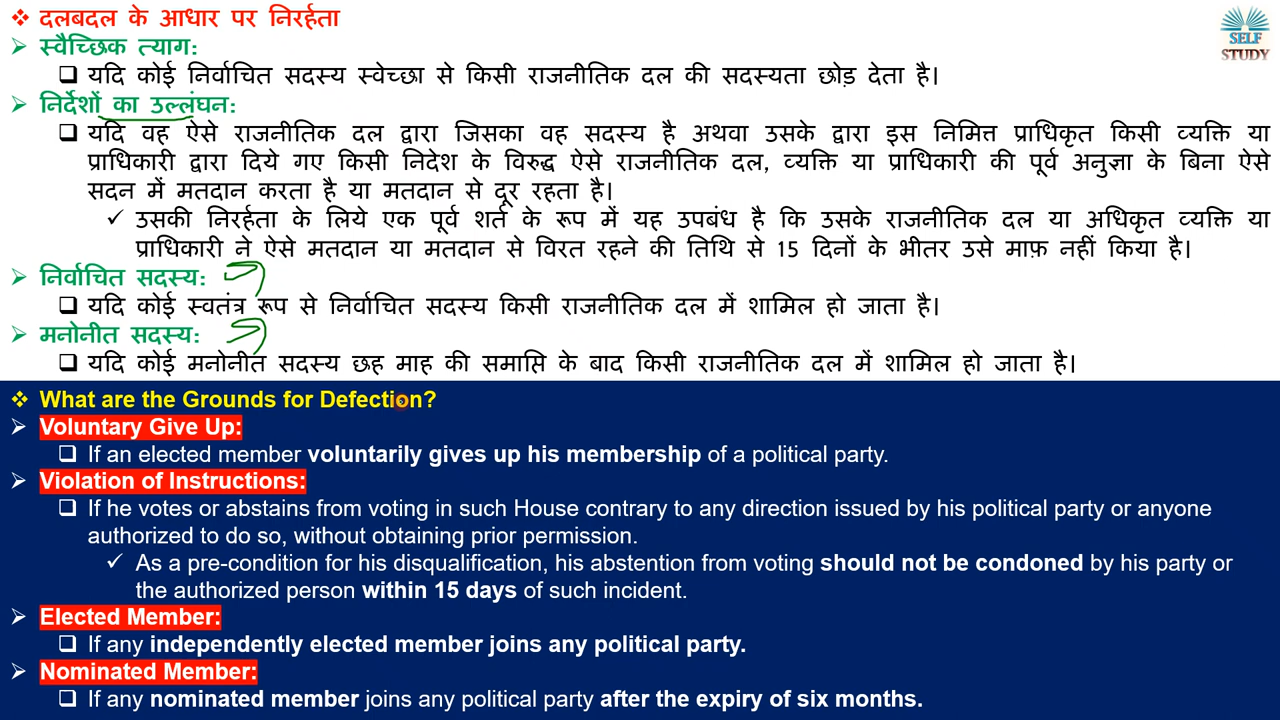 ❖ दलबदल के आधार पर निरर्हता
SELF
STUDY
➢ स्वैच्छिक त्याग:
❑ यदि कोई निर्वाचित सदस्य स्वेच्छा से किसी राजनीतिक दल की सदस्यता छोड़ देता है।
➢ निर्देशों का उल्लंघन:
❑ यदि वह ऐसे राजनीतिक दल द्वारा जिसका वह सदस्य है अथवा उसके द्वारा इस निमित्त प्राधिकृत किसी व्यक्ति या
प्राधिकारी द्वारा दिये गए किसी निदेश के विरुद्ध ऐसे राजनीतिक दल, व्यक्ति या प्राधिकारी की पूर्व अनुज्ञा के बिना ऐसे
सदन में मतदान करता है या मतदान से दूर रहता है।
✓ उसकी निरर्हता के लिये एक पूर्व शर्त के रूप में यह उपबंध है कि उसके राजनीतिक दल या अधिकृत व्यक्ति या
प्राधिकारी ने ऐसे मतदान या मतदान से विरत रहने की तिथि से 15 दिनों के भीतर उसे माफ़ नहीं किया है।
➢ निर्वाचित सदस्य:
❑ यदि कोई स्वतंत्र रूप से निर्वाचित सदस्य किसी राजनीतिक दल में शामिल हो जाता है।
➢ मनोनीत सदस्य:
❑ यदि कोई मनोनीत सदस्य छह माह की समाप्ति के बाद किसी राजनीतिक दल में शामिल हो जाता है।
❖ What are the Grounds for Defection?
➢ Voluntary Give Up:
❑ If an elected member voluntarily gives up his membership of a political party.
➢ Violation of Instructions:
❑ If he votes or abstains from voting in such House contrary to any direction issued by his political party or anyone
authorized to do so, without obtaining prior permission.
✓ As a pre-condition for his disqualification, his abstention from voting should not be condoned by his party or
the authorized person within 15 days of such incident.
➢ Elected Member:
❑ If any independently elected member joins any political party.
➢ Nominated Member:
❑ If any nominated member joins any political party after the expiry of six months.